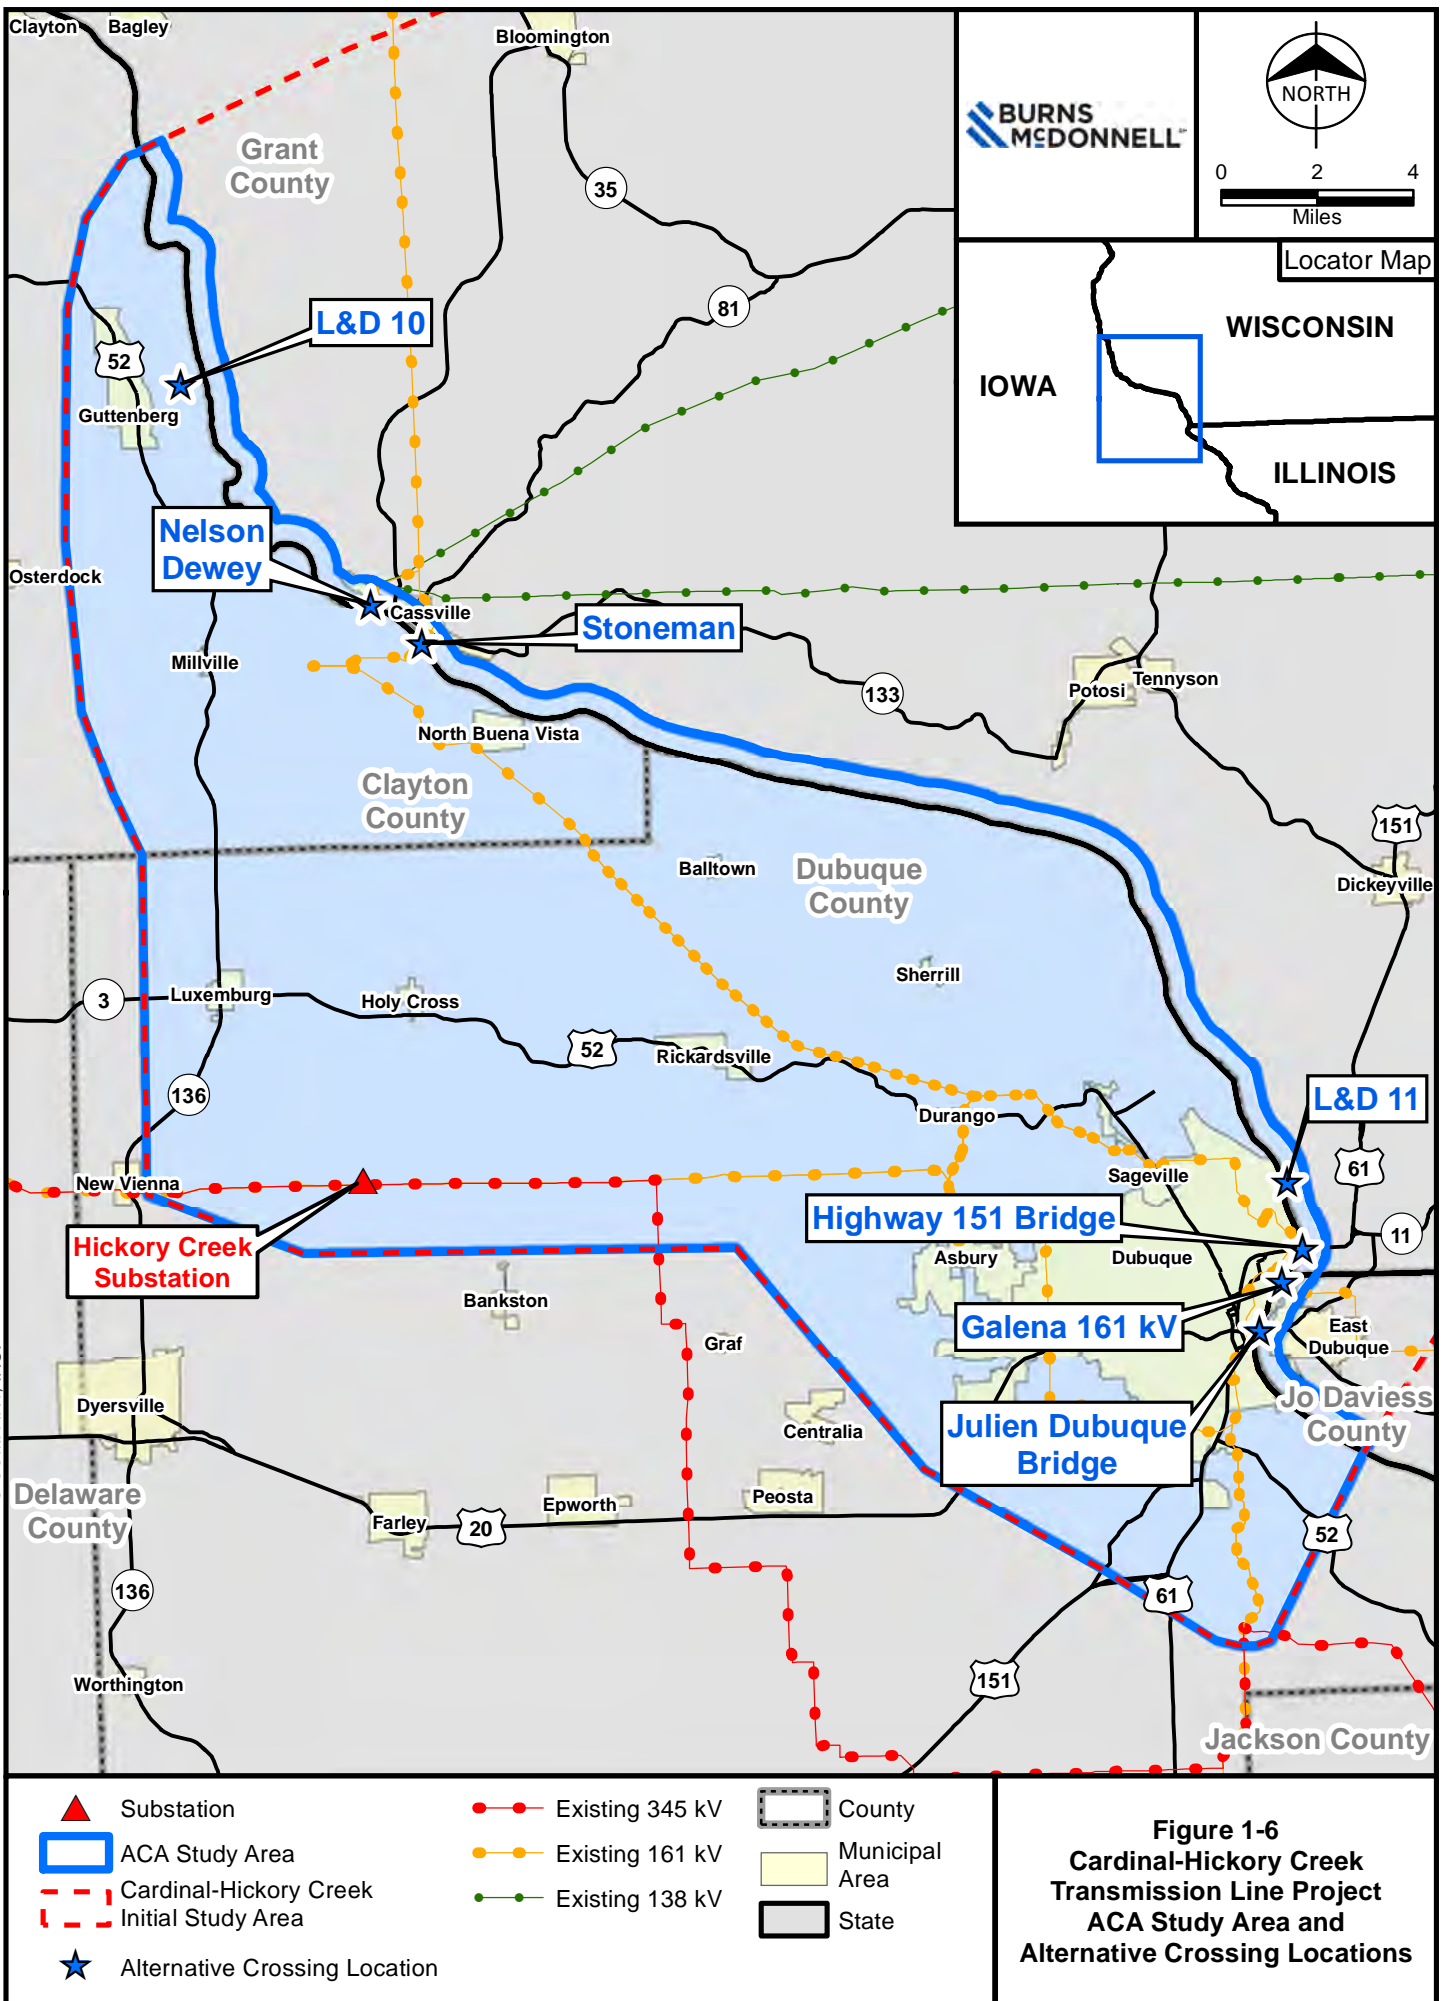 Clayton
Bagley
Bloomington
BURNS
McDONNELL
NORTH
0 2 4
Miles
Grant
County
35
Locator Map
WISCONSIN
IOWA
ILLINOIS
81
L&D 10
52
Guttenberg
Nelson
Dewey
Osterdock
Cassville
Stoneman
Millville
133
Potosi
Tennyson
North Buena Vista
Clayton
County
151
Balltown
Dubuque
County
Dickeyville
Sherrill
3
Luxemburg
Holy Cross
52
Rickardsville
136
Durango
L&D 11
New Vienna
Sageville
61
Highway 151 Bridge
11
Hickory Creek
Substation
Asbury
Dubuque
Bankston
Galena 161 kV
East
Dubuque
Graf
Dyersville
Centralia
Julien Dubuque
Bridge
Jo Daviess
County
Delaware
County
Epworth
Peosta
Farley
20
52
136
61
Worthington
151
Jackson County
Substation
ACA Study Area
Cardinal-Hickory Creek
Initial Study Area
Alternative Crossing Location
Existing 345 kV
Existing 161 kV
Existing 138 kV
County
Municipal
Area
State
Figure 1-6
Cardinal-Hickory Creek
Transmission Line Project
ACA Study Area and
Alternative Crossing Locations